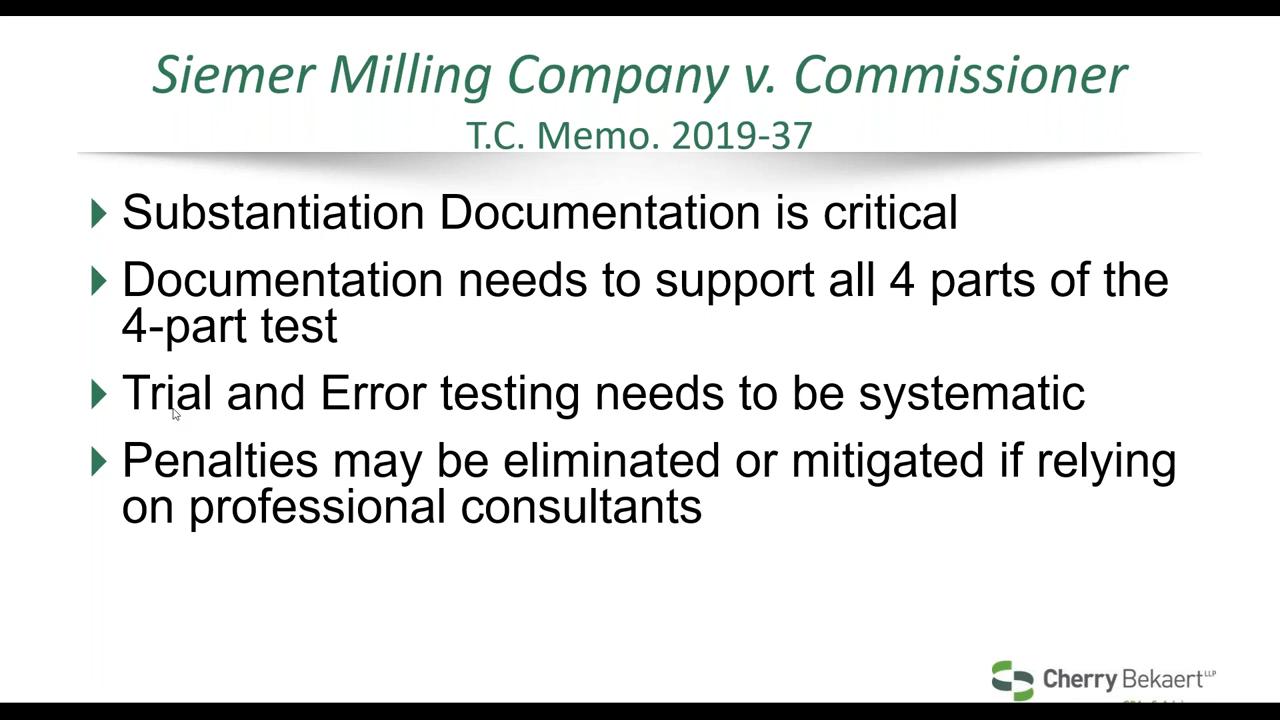 Siemer Milling Company v. Commissioner
T.C. Memo. 2019-37
Substantiation Documentation is critical
Documentation needs to support all 4 parts of the
4-part test
Trial and Error testing needs to be systematic
Penalties may be eliminated or mitigated if relying
on professional consultants
Cherry Bekaert LLP